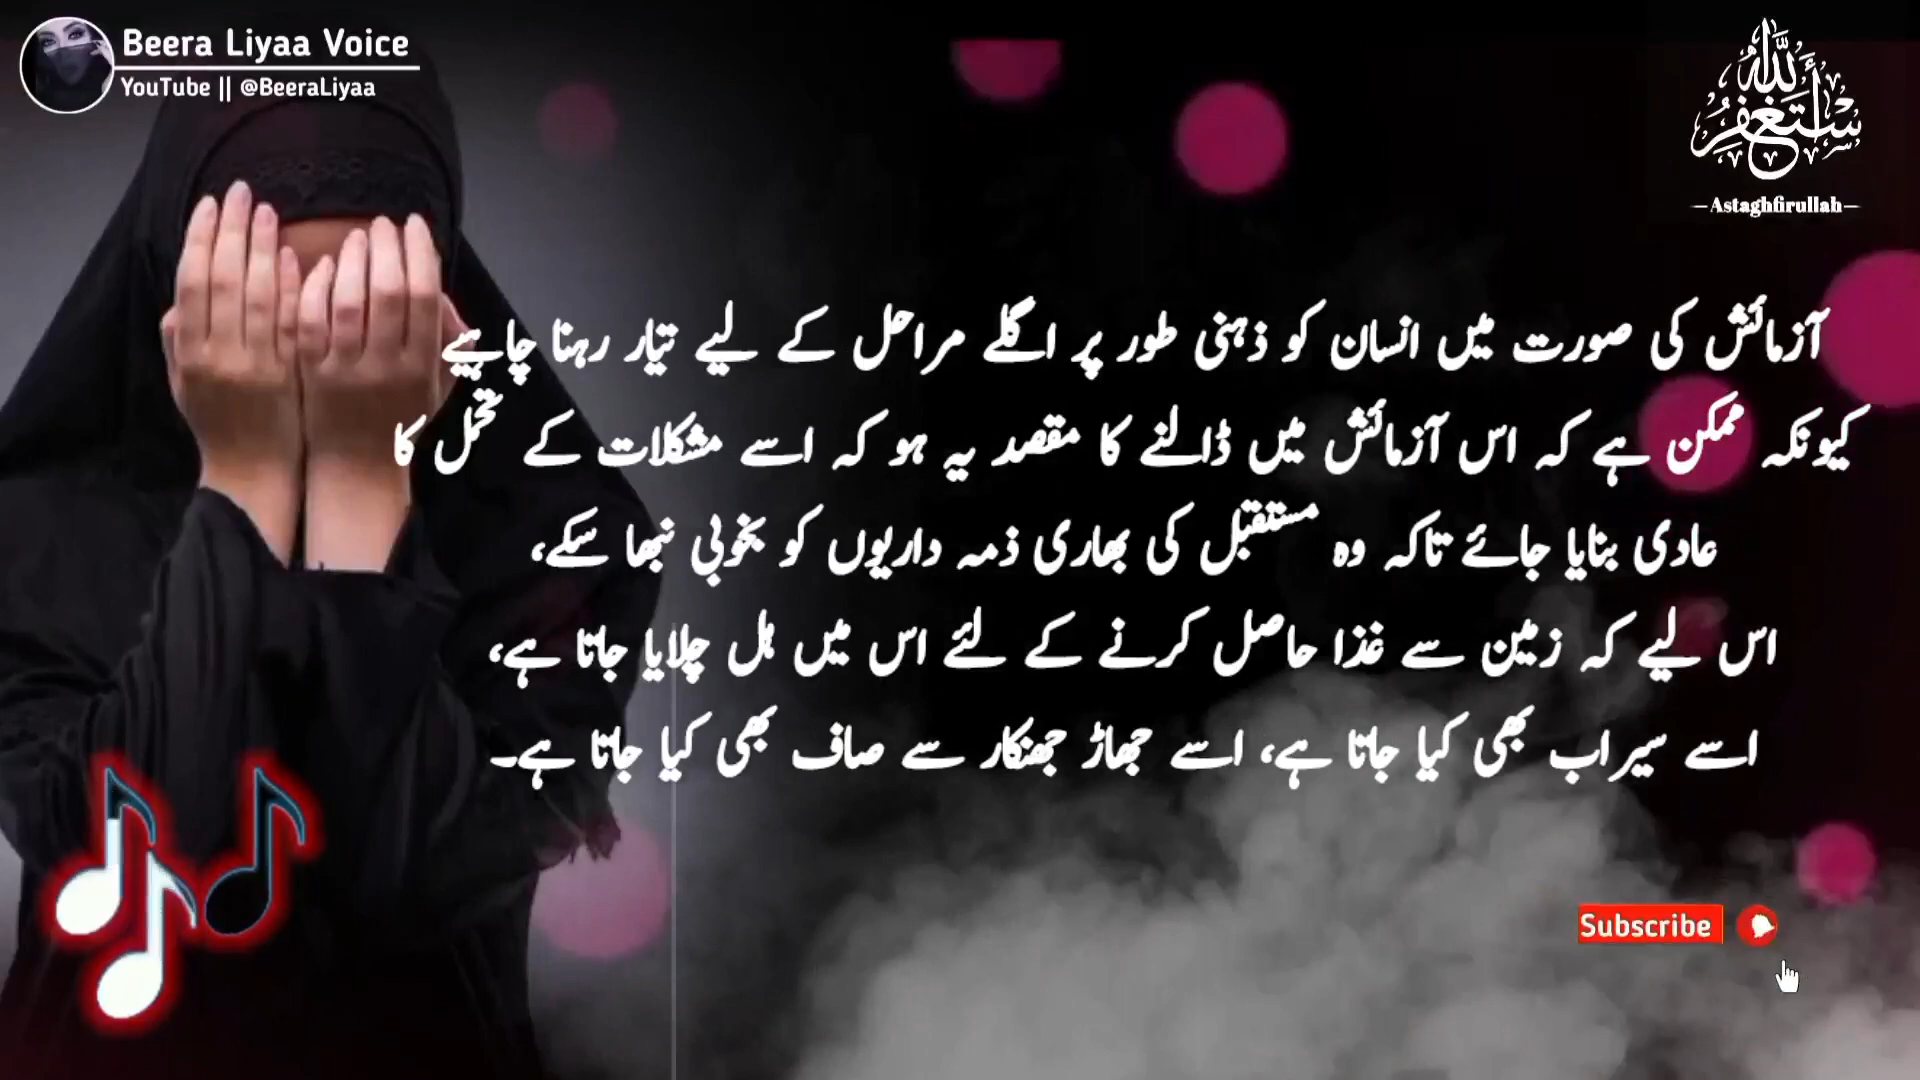 Beera Liyaa Voice
YouTube || @BeeraLiyaa
أستغفر الله
—Astaghfirullah—
آزمائش کی صورت میں انسان کو ذہنی طور پر اگلے مراحل کے لیے تیار رہنا چاہیے
کیونکہ ممکن ہے کہ اس آزمائش میں ڈالنے کا مقصد یہ ہو کہ اسے مشکلات کے تحمل کا
عادی بنایا جائے تاکہ وہ مستقبل کی بھاری ذمہ داریوں کو بخوبی نبھا سکے،
اس لیے کہ زمین سے غذا حاصل کرنے کے لئے اس میں ہل چلایا جاتا ہے،
اسے سیراب بھی کیا جاتا ہے، اسے جھاڑ جھنکار سے صاف بھی کیا جاتا ہے۔
Subscribe